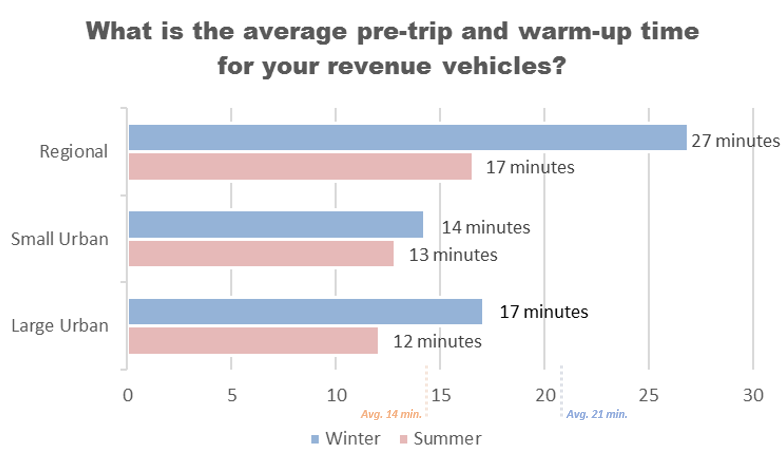 What is the average pre-trip and warm-up time
for your revenue vehicles?
Regional
27 minutes
17 minutes
Small Urban
14 minutes
13 minutes
Large Urban
17 minutes
12 minutes
0 5 10 15 20 25 30
Avg. 14 min. Avg. 21 min.
Winter Summer